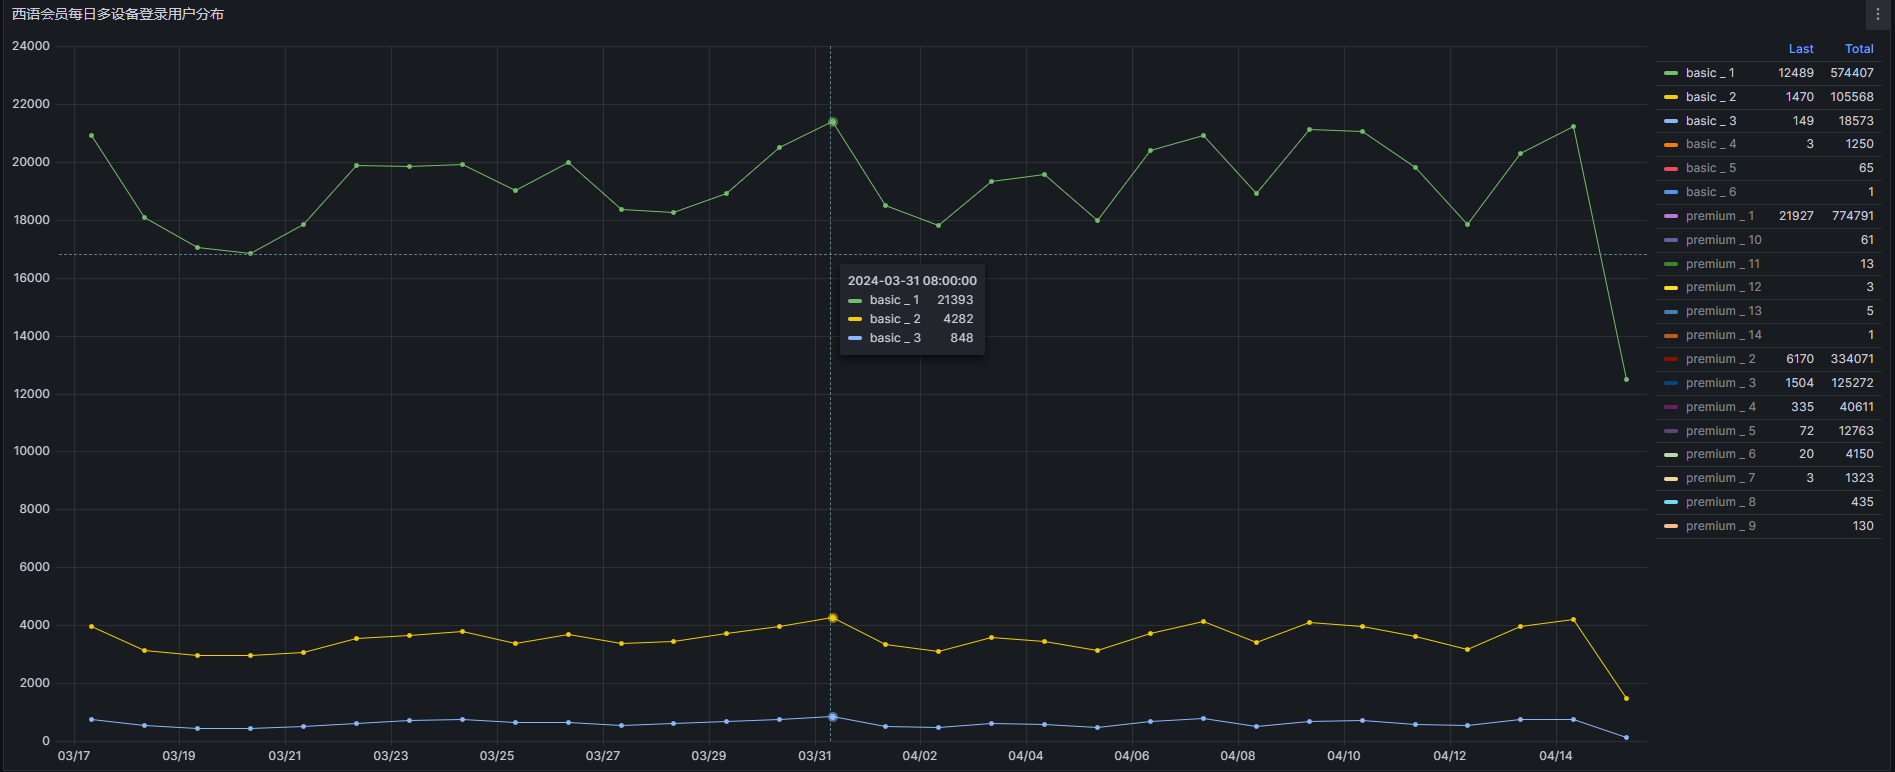 西语会员每日多设备登录用户分布
24000
22000
20000
18000
16000
14000
12000
10000
8000
6000
4000
2000
0
03/17 03/19 03/21 03/23 03/25 03/27 03/29 03/31 04/02 04/04 04/06 04/08 04/10 04/12 04/14
2024-03-31 08:00:00
basic _ 1 21393
basic _ 2 4282
basic _ 3 848
Last Total
basic _ 1 12489 574407
basic _ 2 1470 105568
basic _ 3 149 18573
basic _ 4 3 1250
basic _ 5 65
basic _ 6 1
premium _ 1 21927 774791
premium _ 10 61
premium _ 11 13
premium _ 12 3
premium _ 13 5
premium _ 14 1
premium _ 2 6170 334071
premium _ 3 1504 125272
premium _ 4 335 40611
premium _ 5 72 12763
premium _ 6 20 4150
premium _ 7 3 1323
premium _ 8 435
premium _ 9 130